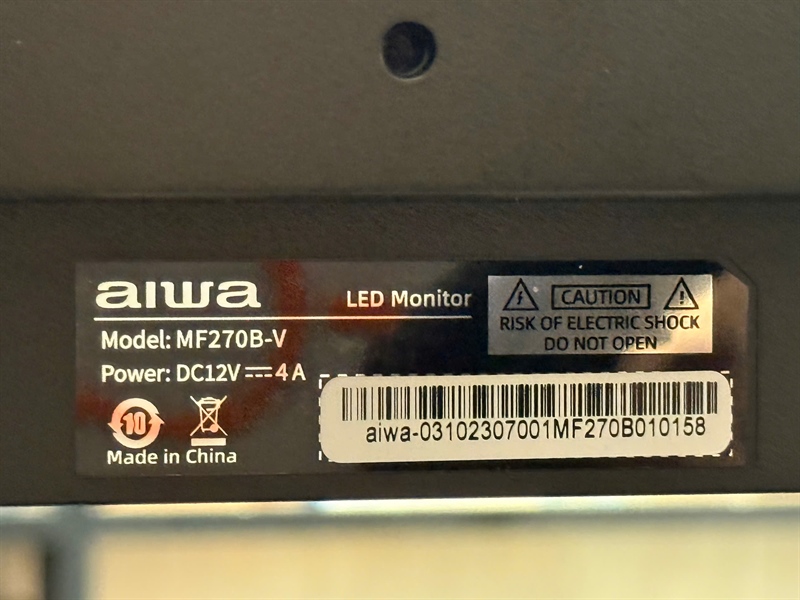 aiwa
LED Monitor
Model: MF270B-V
Power: DC12V⎓4A
10
Made in China
CAUTION
RISK OF ELECTRIC SHOCK
DO NOT OPEN
aiwa-03102307001MF270B010158